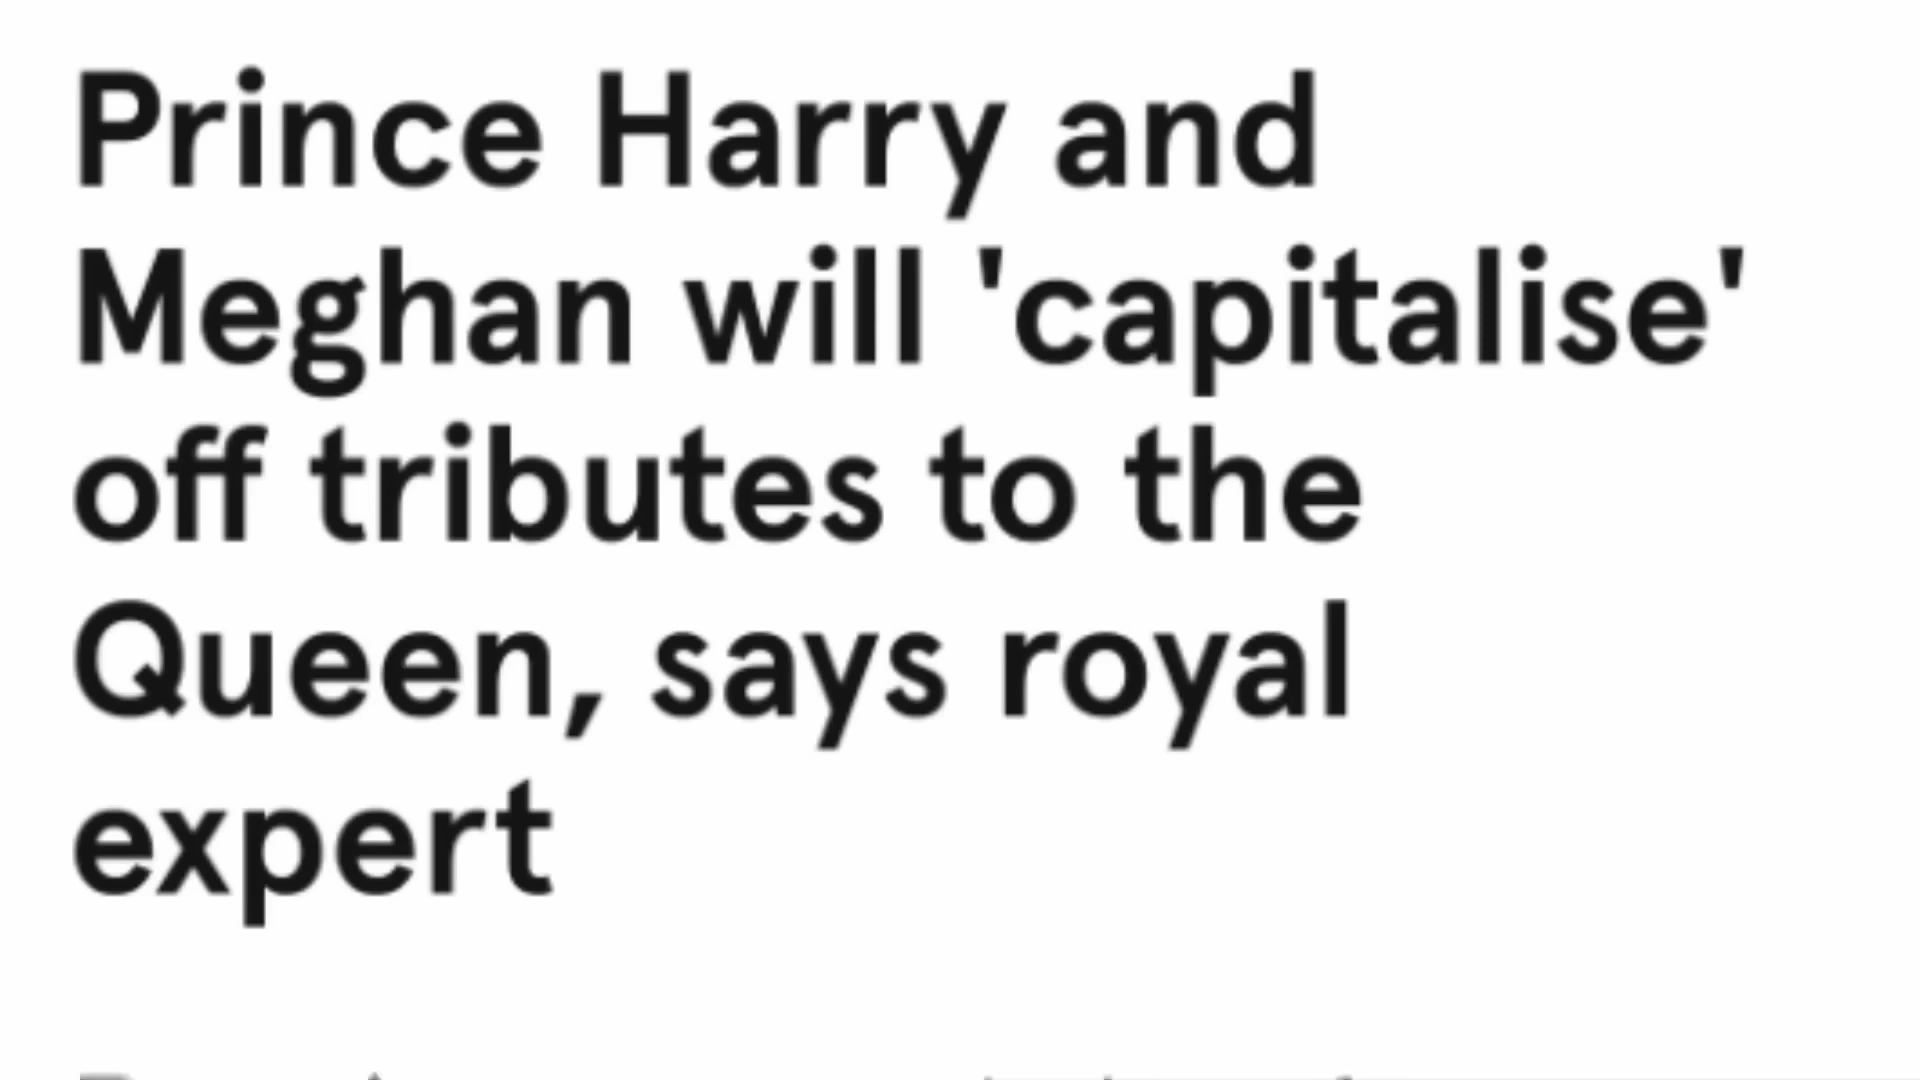 Prince Harry and
Meghan will 'capitalise'
off tributes to the
Queen, says royal
expert